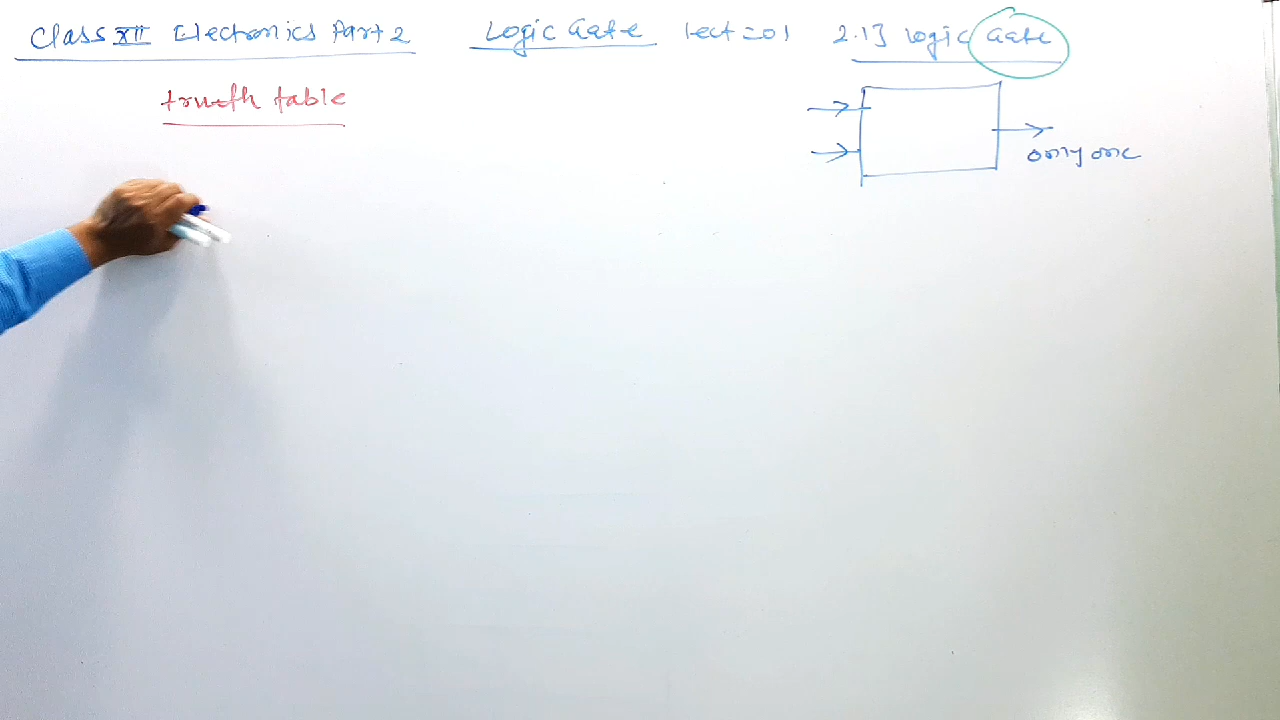 Class XII Electronics Part 2 Logic Gate lect = 01 2.13 Logic Gate
truth table
only one